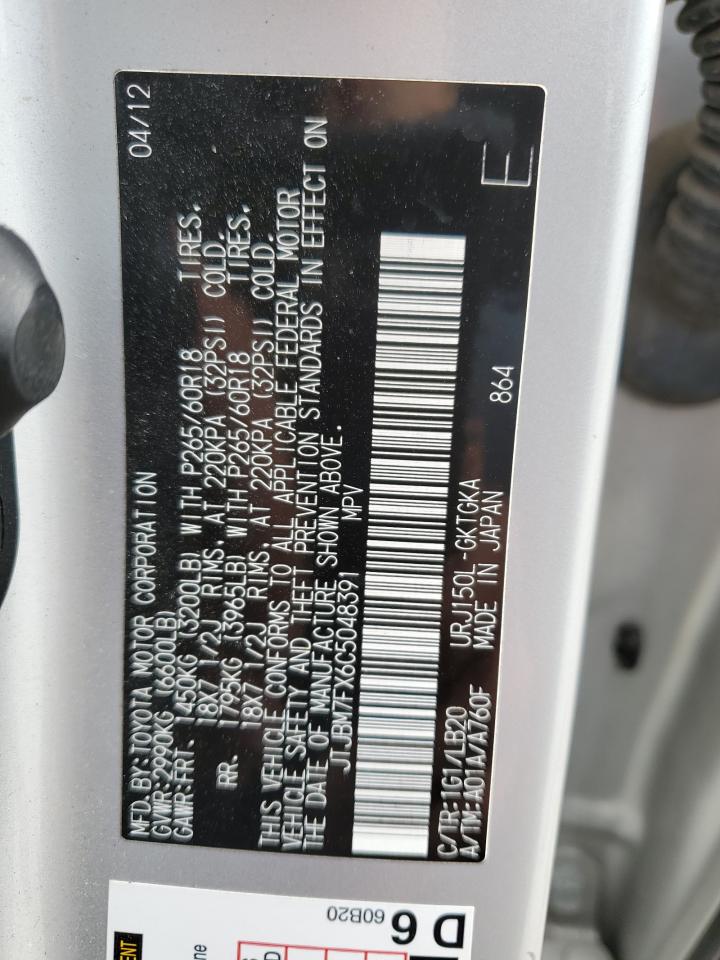 MFD.BY:TOYOTA MOTOR CORPORATION 04/12
GVWR:2990KG (6600LB)
GAWR:FRT. 1450KG (3200LB) WITH P265/60R18 TIRES.
18X7 1/2J RIMS. AT 220KPA (32PSI) COLD.
RR. 1795KG (3965LB) WITH P265/60R18 TIRES.
18X7 1/2J RIMS. AT 220KPA (32PSI) COLD.
THIS VEHICLE CONFORMS TO ALL APPLICABLE FEDERAL MOTOR
VEHICLE SAFETY AND THEFT PREVENTION STANDARDS IN EFFECT ON
THE DATE OF MANUFACTURE SHOWN ABOVE.
JTJBM7FX6C5048391 MPV
C/TR:1G1/LB20 URJ150L-GKTGKA 864 E
A/TM:A01A/A760F MADE IN JAPAN
D 6
60B20